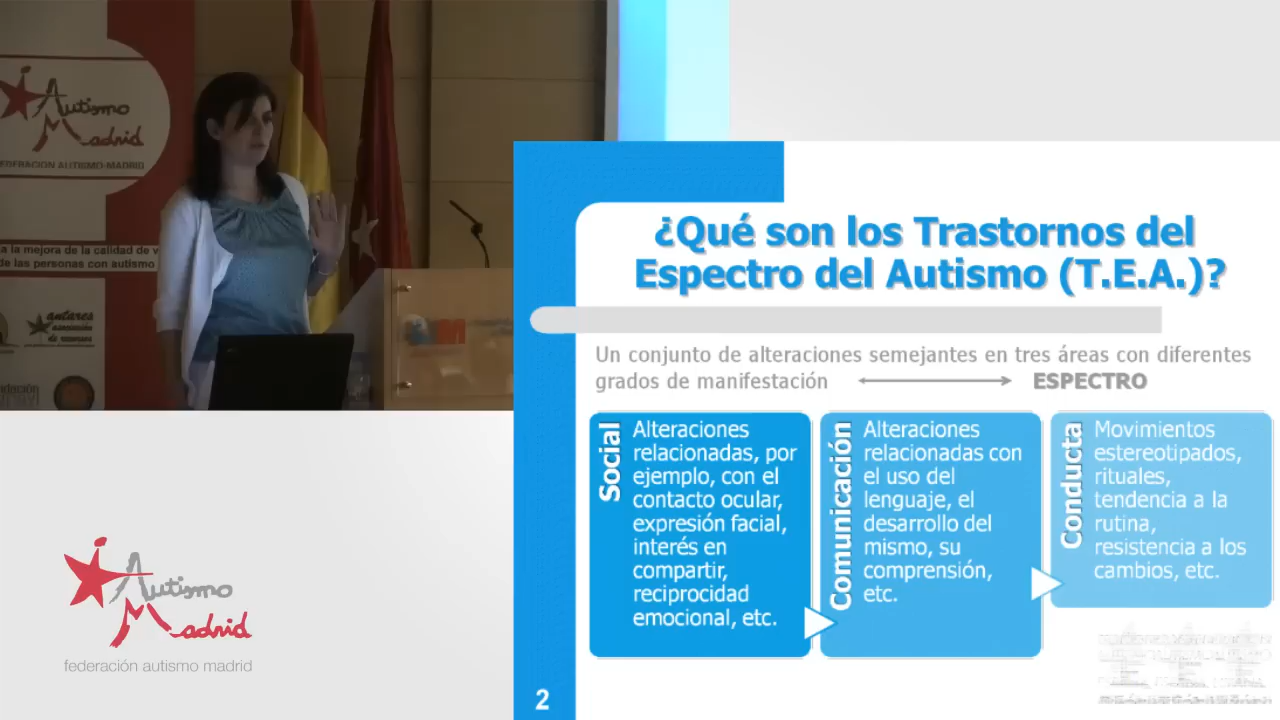 Autismo
Madrid
FEDERACIÓN AUTISMO-MADRID
a la mejora de la calidad de v
de las personas con autismo
antares
¿Qué son los Trastornos del
Espectro del Autismo (T.E.A.)?
Un conjunto de alteraciones semejantes en tres áreas con diferentes
grados de manifestación
ESPECTRO
Social
Alteraciones
relacionadas, por
ejemplo, con el
contacto ocular,
expresión facial,
interés en
compartir,
reciprocidad
emocional, etc.
Comunicación
Alteraciones
relacionadas con
el uso del
lenguaje, el
desarrollo del
mismo, su
comprensión,
etc.
Conducta
Movimientos
estereotipados,
rituales,
tendencia a la
rutina,
resistencia a los
cambios, etc.
Autismo
Madrid
federación autismo madrid
2